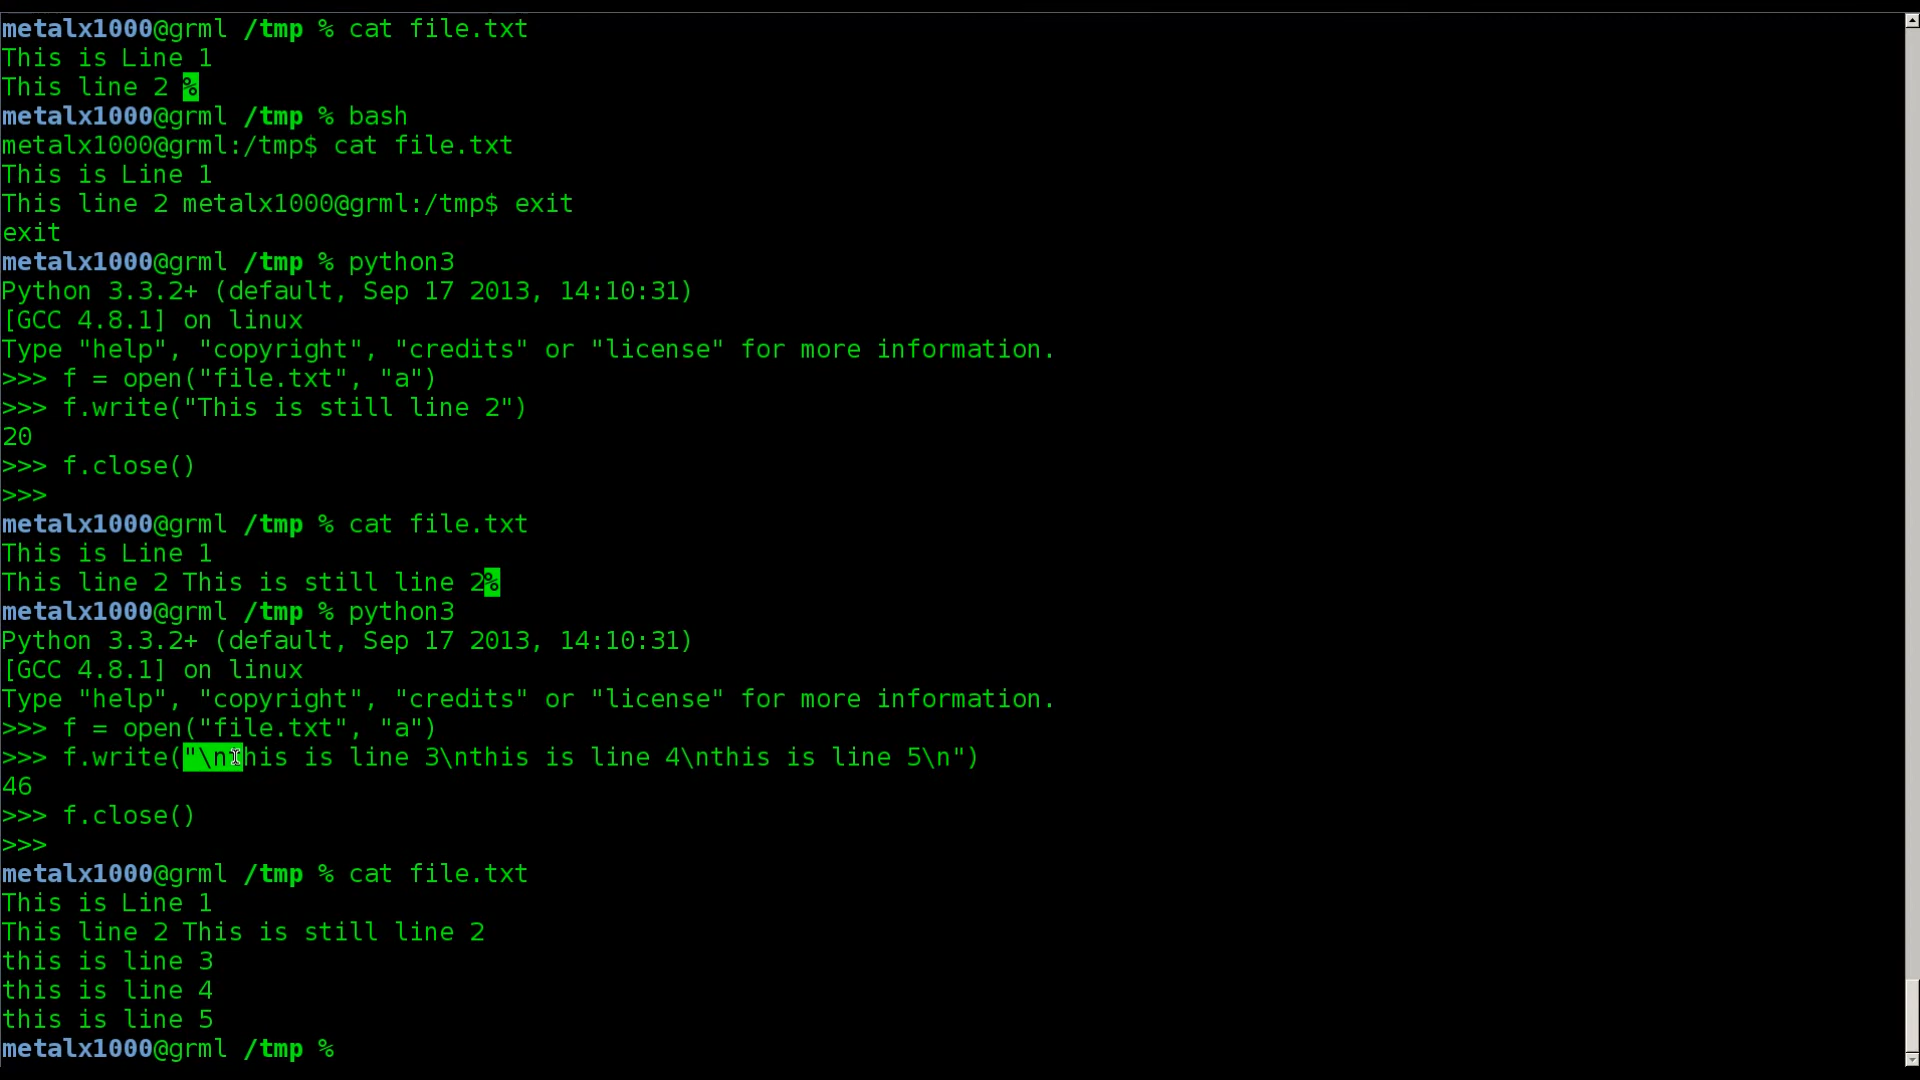 metalx1000@grml /tmp % cat file.txt
This is Line 1
This line 2 %
metalx1000@grml /tmp % bash
metalx1000@grml:/tmp$ cat file.txt
This is Line 1
This line 2 metalx1000@grml:/tmp$ exit
exit
metalx1000@grml /tmp % python3
Python 3.3.2+ (default, Sep 17 2013, 14:10:31)
[GCC 4.8.1] on linux
Type "help", "copyright", "credits" or "license" for more information.
>>> f = open("file.txt", "a")
>>> f.write("This is still line 2")
20
>>> f.close()
>>>
metalx1000@grml /tmp % cat file.txt
This is Line 1
This line 2 This is still line 2%
metalx1000@grml /tmp % python3
Python 3.3.2+ (default, Sep 17 2013, 14:10:31)
[GCC 4.8.1] on linux
Type "help", "copyright", "credits" or "license" for more information.
>>> f = open("file.txt", "a")
>>> f.write("\nthis is line 3\nthis is line 4\nthis is line 5\n")
46
>>> f.close()
>>>
metalx1000@grml /tmp % cat file.txt
This is Line 1
This line 2 This is still line 2
this is line 3
this is line 4
this is line 5
metalx1000@grml /tmp %